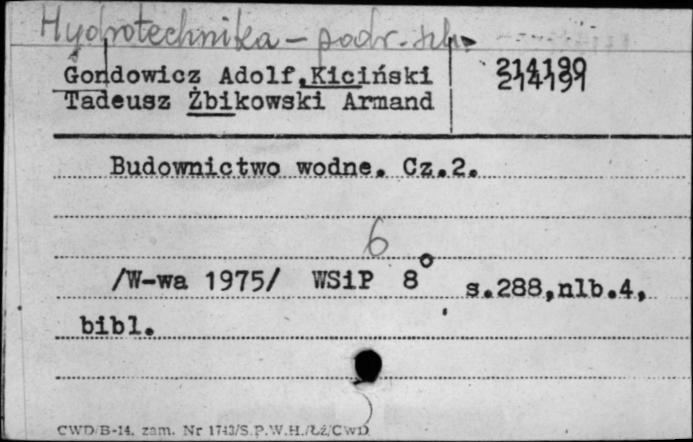 Hydrotechnika – podr. szk.
Gondowicz Adolf,Kiciński
Tadeusz Żbikowski Armand
214190
214191
Budownictwo wodne. Cz.2.
6
/W-wa 1975/ WSiP 8° s.288,nlb.4,
bibl.
CWD/B-14. zam. Nr 1743/S.P.W.H./Łź/CWD